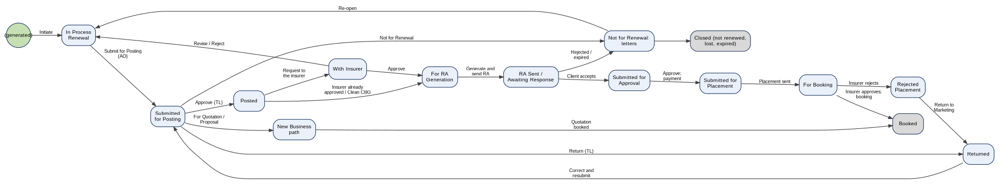 Re-open
(generated)
Initiate
In Process
Renewal
Revise / Reject
Submit for Posting
(AO)
Not for Renewal
Not for Renewal:
letters
Closed (not renewed,
lost, expired)
Rejected /
expired
Request to
the insurer
With Insurer
Approve
For RA
Generation
Generate and
send RA
RA Sent /
Awaiting Response
Client accepts
Submitted for
Approval
Approve;
payment
Submitted for
Placement
Placement sent
For Booking
Insurer rejects
Rejected
Placement
Insurer already
approved / Clean CBG
Insurer approves;
booking
Posted
Approve (TL)
Submitted
for Posting
For Quotation /
Proposal
New Business
path
Quotation
booked
Booked
Return to
Marketing
Return (TL)
Returned
Correct and
resubmit